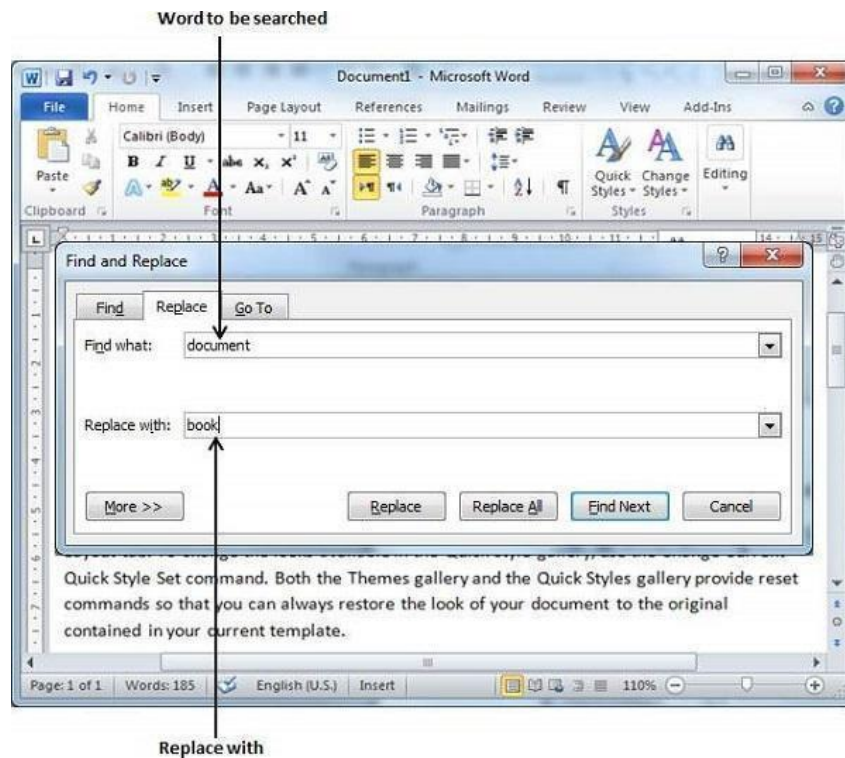 Word to be searched
Document1 - Microsoft Word
File Home Insert Page Layout References Mailings Review View Add-Ins
Calibri (Body) 11
Paste
B I U abe x, x²
Aa A A
Quick Styles Change Styles Editing
Clipboard Font Paragraph Styles
Find and Replace
Find Replace Go To
Find what: document
Replace with: book
More >> Replace Replace All Find Next Cancel
Quick Style Set command. Both the Themes gallery and the Quick Styles gallery provide reset
commands so that you can always restore the look of your document to the original
contained in your current template.
Page: 1 of 1 Words: 185 English (U.S.) Insert 110%
Replace with